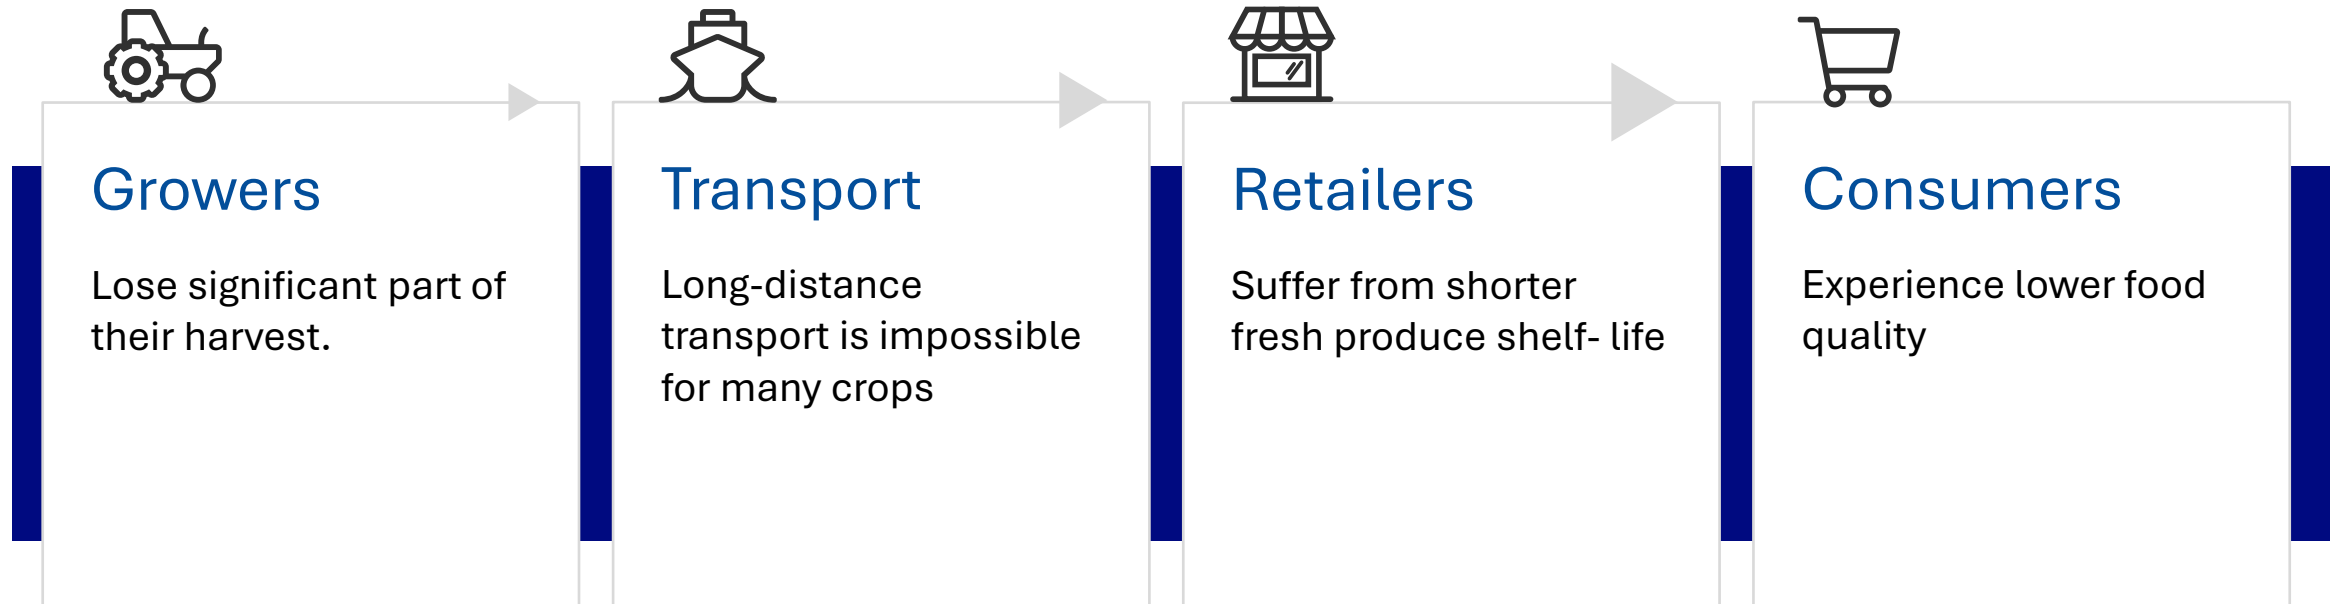 Growers
Lose significant part of
their harvest.
Transport
Long-distance
transport is impossible
for many crops
Retailers
Suffer from shorter
fresh produce shelf- life
Consumers
Experience lower food
quality